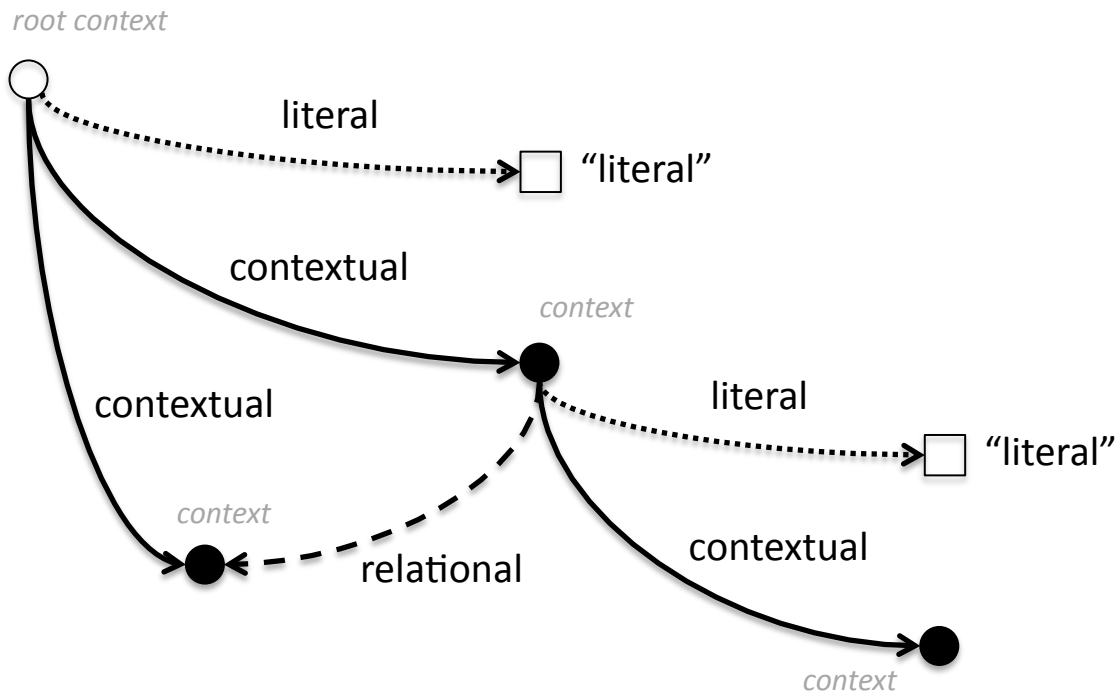 root context
literal
“literal”
contextual
context
contextual
literal
“literal”
context
relational
contextual
context